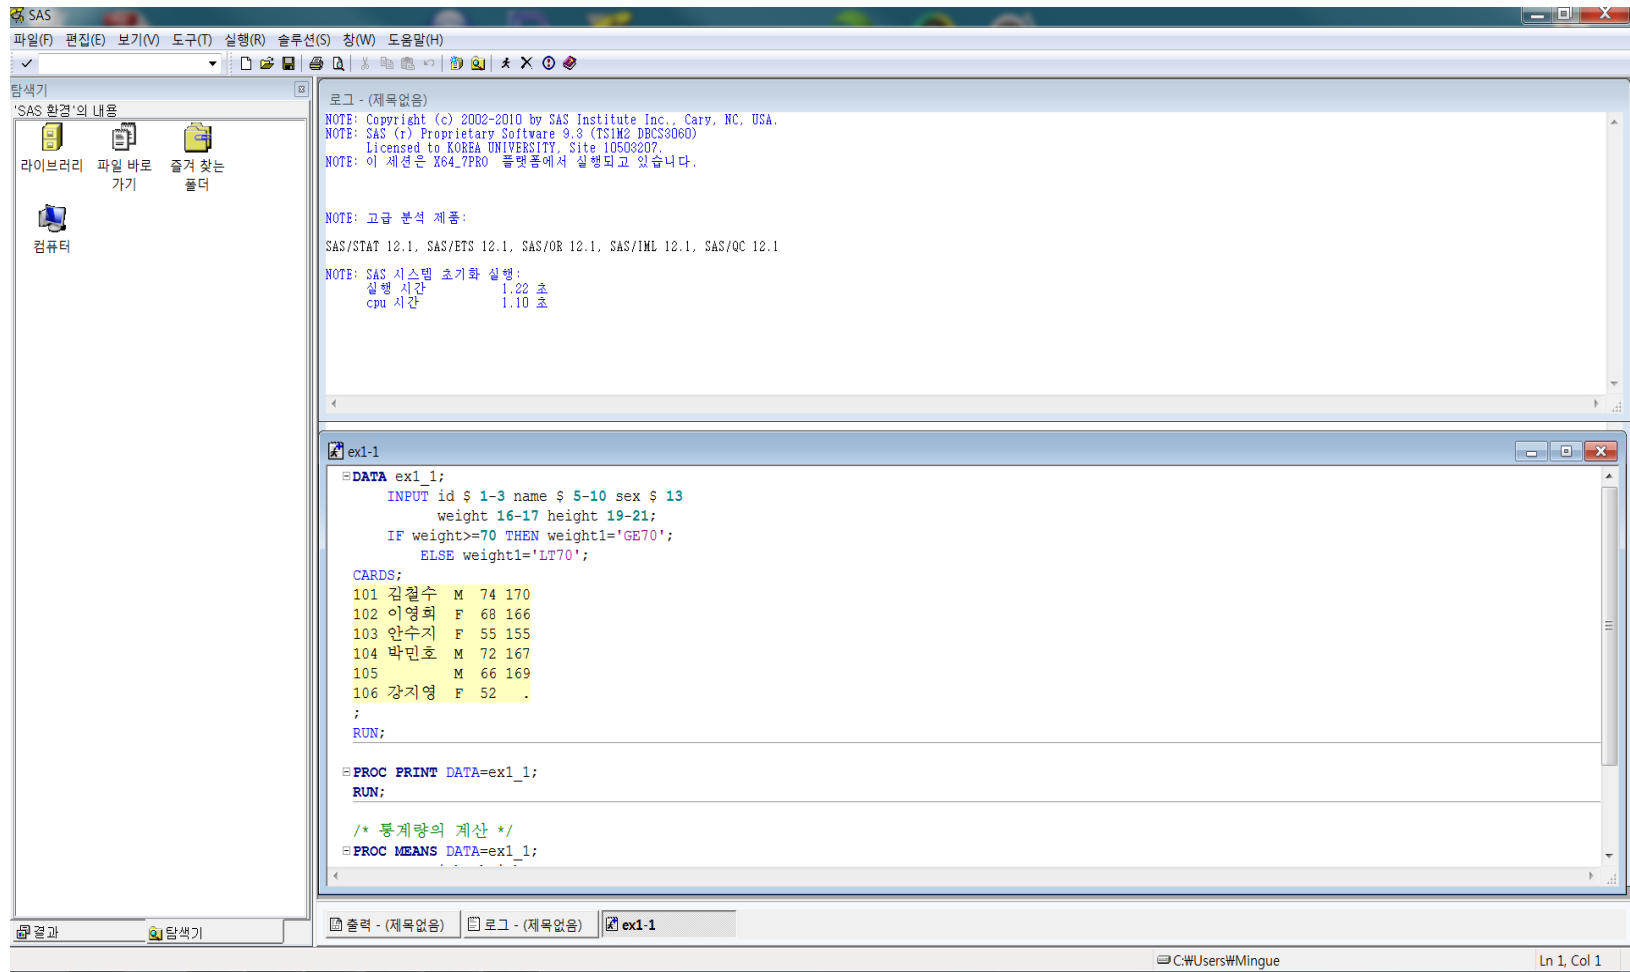 SAS
파일(F) 편집(E) 보기(V) 도구(T) 실행(R) 솔루션(S) 창(W) 도움말(H)
탐색기
'SAS 환경'의 내용
라이브러리
파일 바로
가기
즐겨 찾는
폴더
컴퓨터
로그 - (제목없음)
NOTE: Copyright (c) 2002-2010 by SAS Institute Inc., Cary, NC, USA.
NOTE: SAS (r) Proprietary Software 9.3 (TS1M2 DBCS3060)
Licensed to KOREA UNIVERSITY, Site 10503207.
NOTE: 이 세션은 X64_7PRO 플랫폼에서 실행되고 있습니다.
NOTE: 고급 분석 제품:
SAS/STAT 12.1, SAS/ETS 12.1, SAS/OR 12.1, SAS/IML 12.1, SAS/QC 12.1
NOTE: SAS 시스템 초기화 실행:
실행 시간 1.22 초
cpu 시간 1.10 초
ex1-1
DATA ex1_1;
INPUT id $ 1-3 name $ 5-10 sex $ 13
weight 16-17 height 19-21;
IF weight>=70 THEN weight1='GE70';
ELSE weight1='LT70';
CARDS;
101 김철수 M 74 170
102 이영희 F 68 166
103 안수지 F 55 155
104 박민호 M 72 167
105 M 66 169
106 강지영 F 52 .
;
RUN;
PROC PRINT DATA=ex1_1;
RUN;
/* 통계량의 계산 */
PROC MEANS DATA=ex1_1;
결과
탐색기
출력 - (제목없음)
로그 - (제목없음)
ex1-1
C:₩Users₩Mingue
Ln 1, Col 1